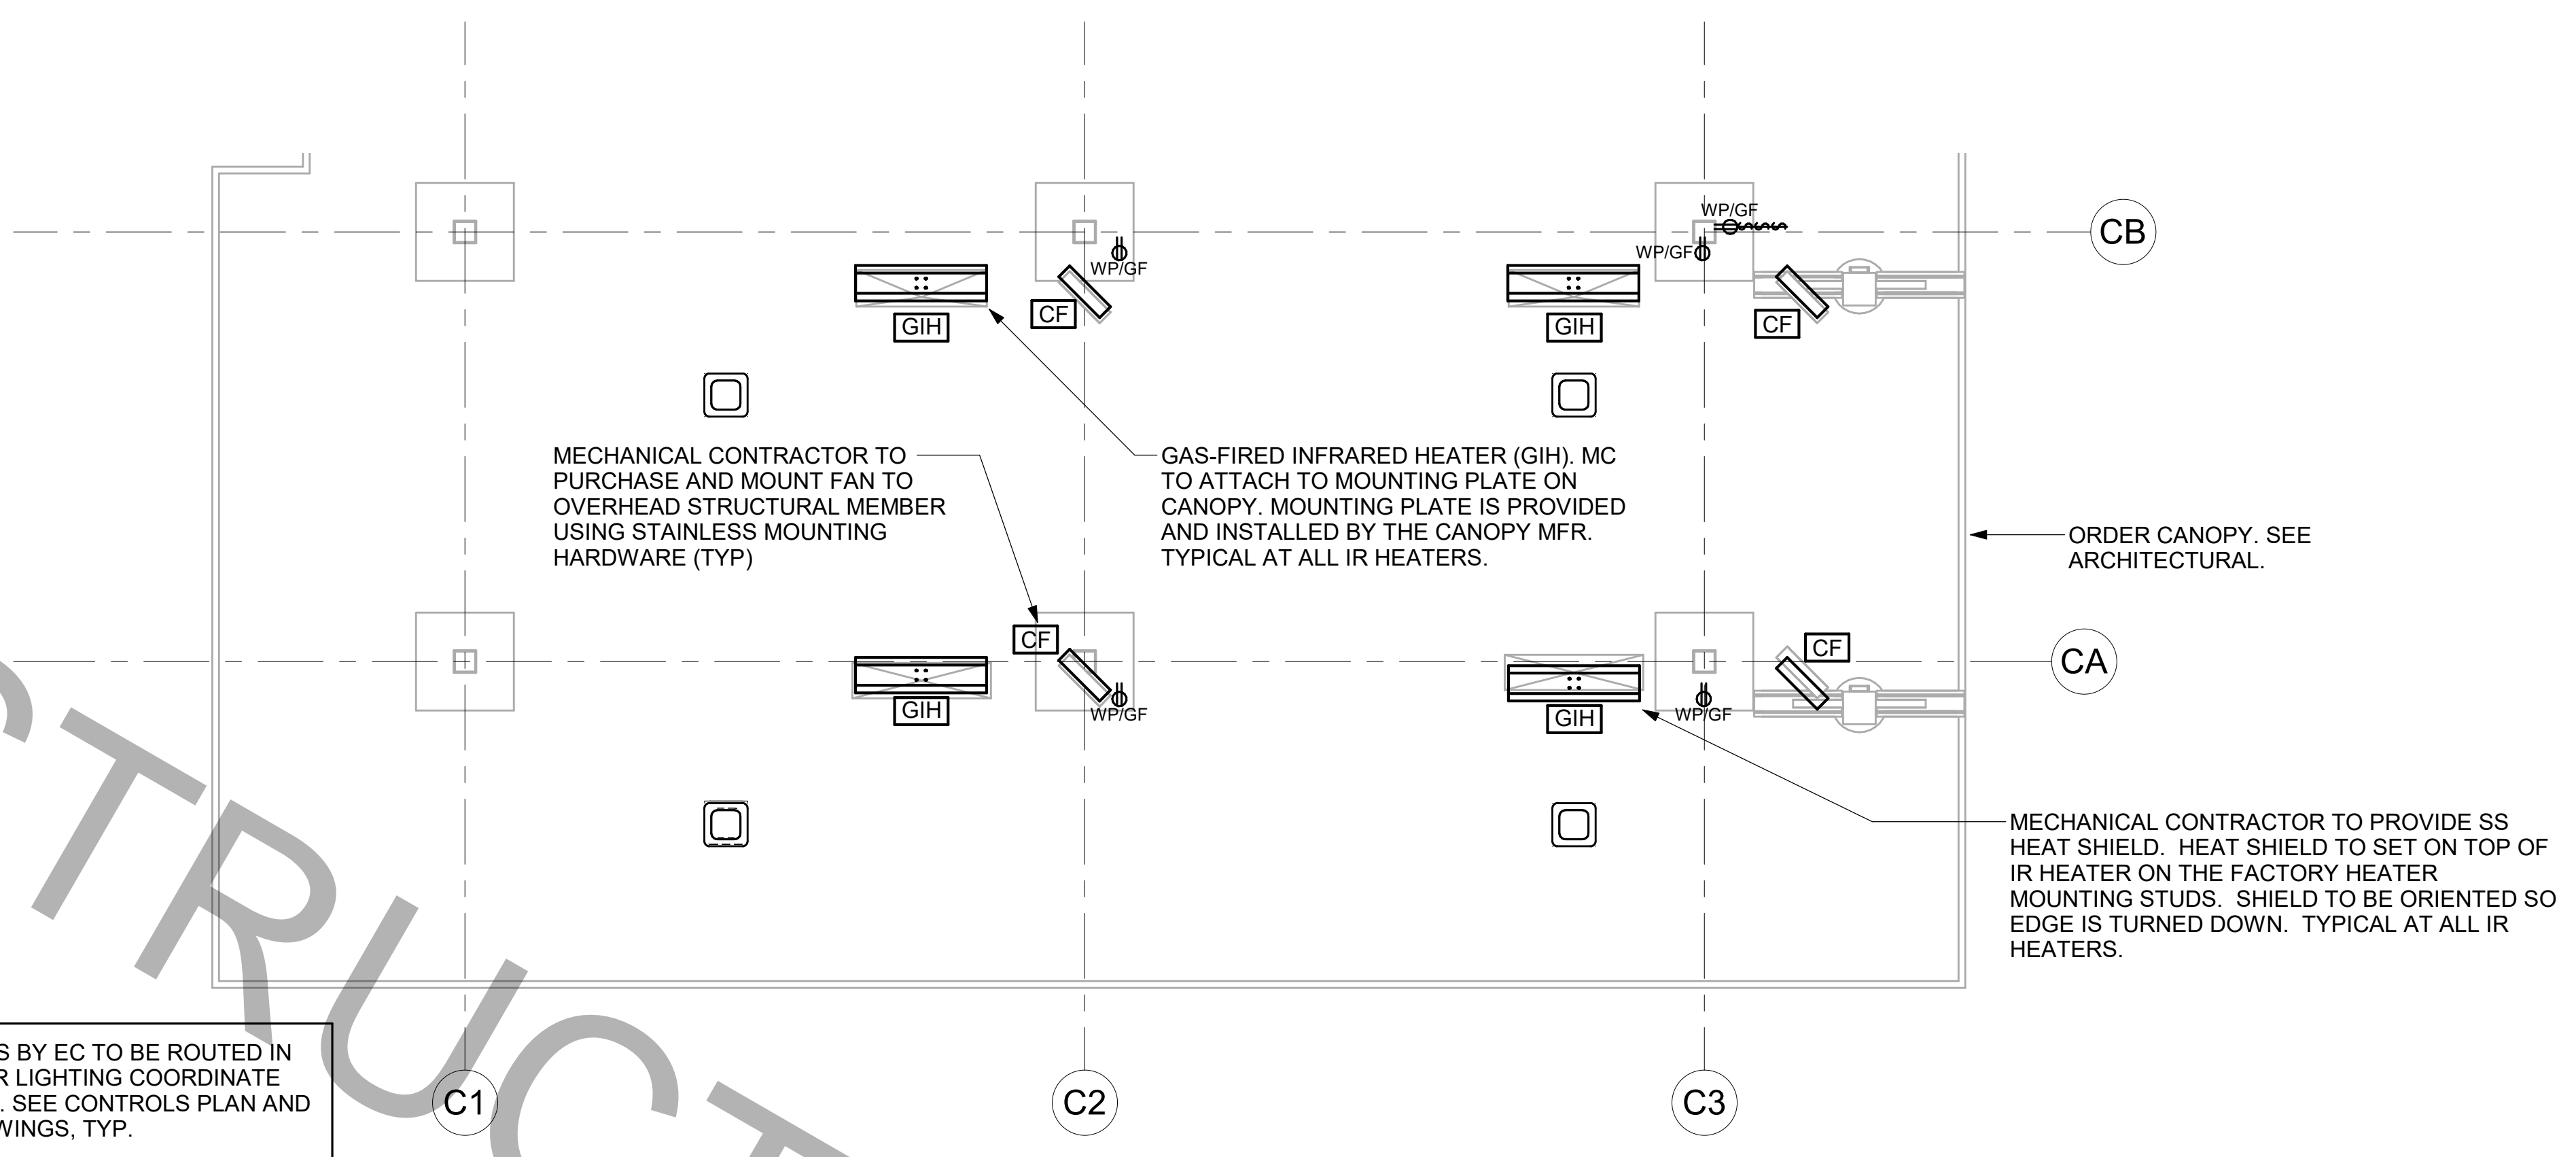 WP/GF
CB
WP/GF
WP/GF
GIH
CF
GIH
CF
MECHANICAL CONTRACTOR TO
PURCHASE AND MOUNT FAN TO
OVERHEAD STRUCTURAL MEMBER
USING STAINLESS MOUNTING
HARDWARE (TYP)
GAS-FIRED INFRARED HEATER (GIH). MC
TO ATTACH TO MOUNTING PLATE ON
CANOPY. MOUNTING PLATE IS PROVIDED
AND INSTALLED BY THE CANOPY MFR.
TYPICAL AT ALL IR HEATERS.
ORDER CANOPY. SEE
ARCHITECTURAL.
CF
CF
CA
GIH
WP/GF
GIH
WP/GF
MECHANICAL CONTRACTOR TO PROVIDE SS
HEAT SHIELD. HEAT SHIELD TO SET ON TOP OF
IR HEATER ON THE FACTORY HEATER
MOUNTING STUDS. SHIELD TO BE ORIENTED SO
EDGE IS TURNED DOWN. TYPICAL AT ALL IR
HEATERS.
S BY EC TO BE ROUTED IN
R LIGHTING COORDINATE
. SEE CONTROLS PLAN AND
WINGS, TYP.
C1
C2
C3
CTRUCT